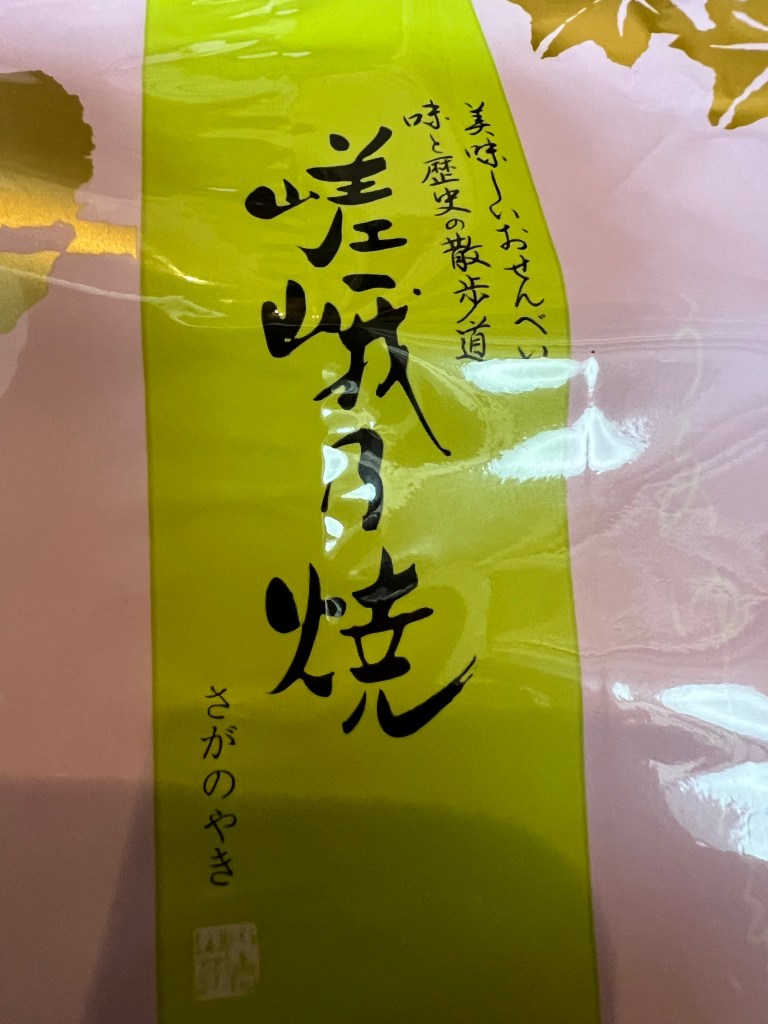 美味しいおせんべい
味と歴史の散歩道
嵯峨乃焼
さがのやき